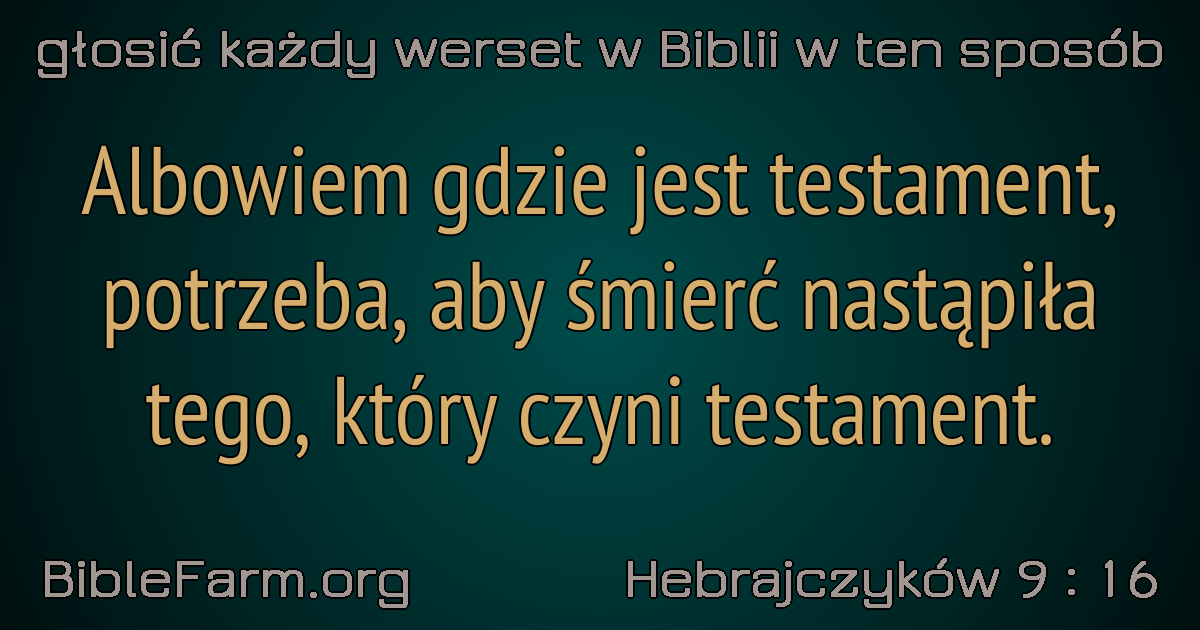 głosić każdy werset w Biblii w ten sposób
Albowiem gdzie jest testament,
potrzeba, aby śmierć nastąpiła
tego, który czyni testament.
BibleFarm.org
Hebrajczyków 9 : 16